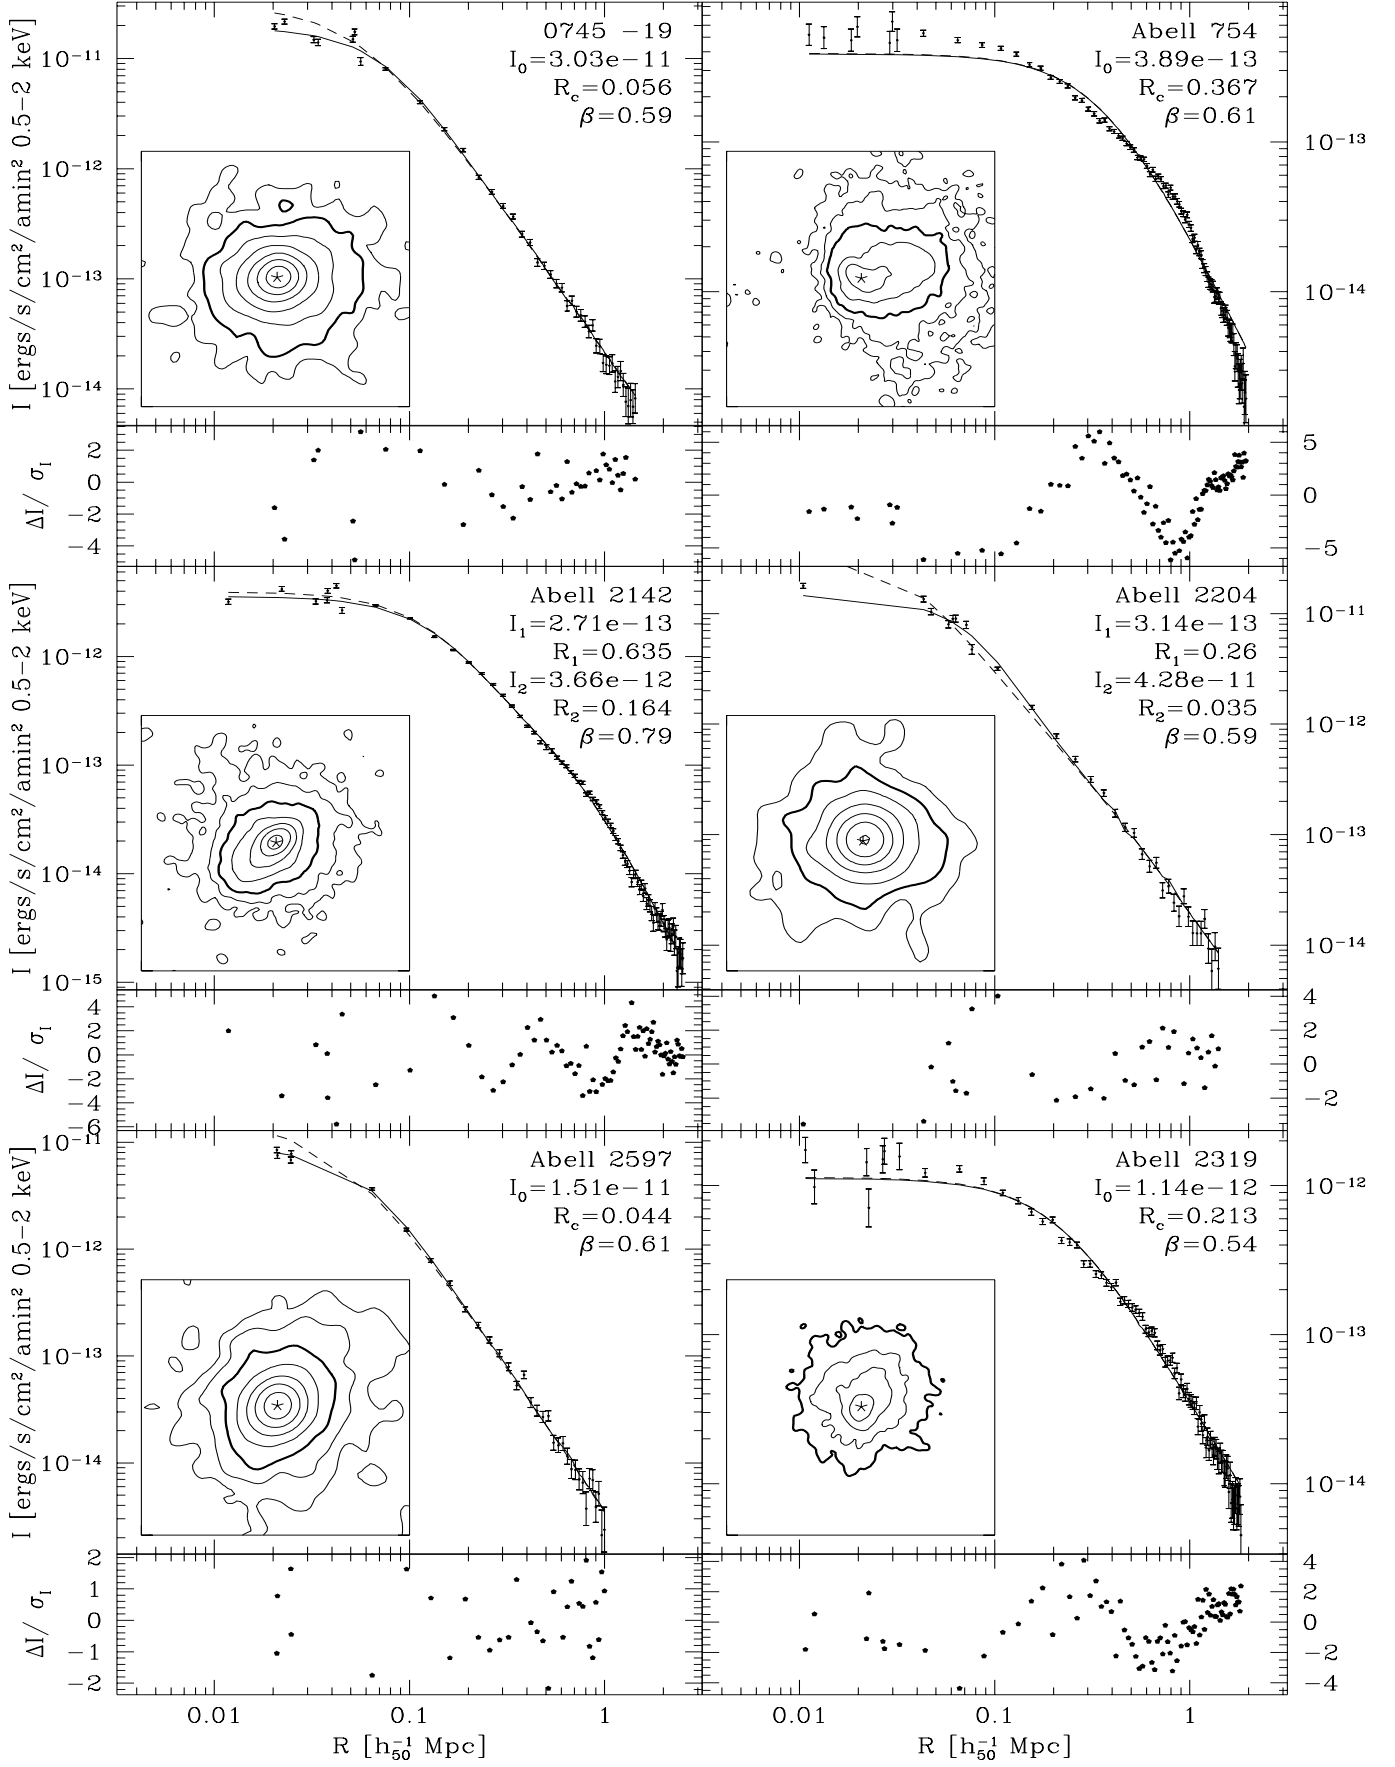 I [ergs/s/cm²/amin² 0.5−2 keV]
10⁻¹¹
10⁻¹²
10⁻¹³
10⁻¹⁴
0745 −19
I₀=3.03e−11
R_c=0.056
β=0.59
Abell 754
I₀=3.89e−13
R_c=0.367
β=0.61
10⁻¹³
10⁻¹⁴
ΔI/ σ_I
2
0
−2
−4
5
0
−5
I [ergs/s/cm²/amin² 0.5−2 keV]
10⁻¹²
10⁻¹³
10⁻¹⁴
10⁻¹⁵
Abell 2142
I₁=2.71e−13
R₁=0.635
I₂=3.66e−12
R₂=0.164
β=0.79
Abell 2204
I₁=3.14e−13
R₁=0.26
I₂=4.28e−11
R₂=0.035
β=0.59
10⁻¹¹
10⁻¹²
10⁻¹³
10⁻¹⁴
ΔI/ σ_I
4
2
0
−2
−4
−6
4
2
0
−2
I [ergs/s/cm²/amin² 0.5−2 keV]
10⁻¹¹
10⁻¹²
10⁻¹³
10⁻¹⁴
Abell 2597
I₀=1.51e−11
R_c=0.044
β=0.61
Abell 2319
I₀=1.14e−12
R_c=0.213
β=0.54
10⁻¹²
10⁻¹³
10⁻¹⁴
ΔI/ σ_I
2
1
0
−1
−2
4
2
0
−2
−4
0.01
0.1
1
0.01
0.1
1
R [h₅₀⁻¹ Mpc]
R [h₅₀⁻¹ Mpc]